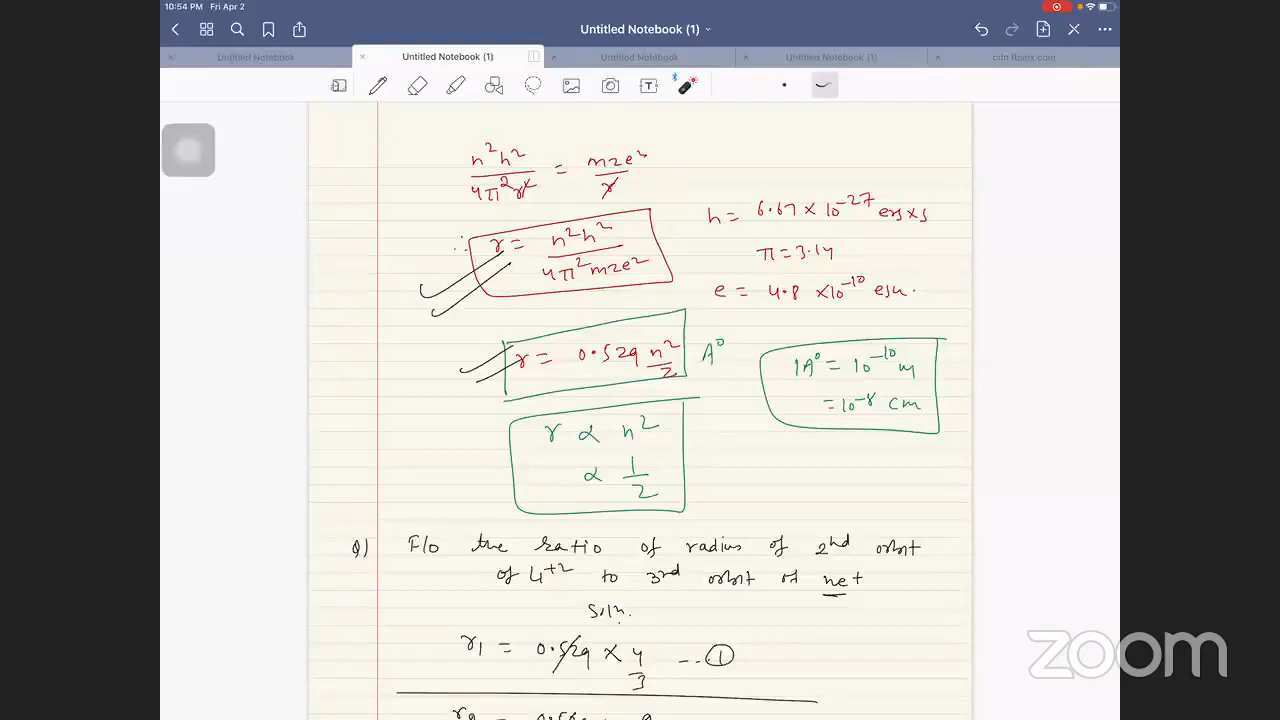 10:54 PM Fri Apr 2
Untitled Notebook (1)
Untitled Notebook Untitled Notebook (1) Untitled Notebook Untitled Notebook (1) cdn.fbsbx.com
n²h² / 4π²r² = mze² / r
h = 6.67 × 10⁻²⁷ erg×s
∴ r = n²h² / 4π²mze²
π = 3.14
e = 4.8 × 10⁻¹⁰ esu.
r = 0.529 n²/z A°
1A° = 10⁻¹⁰ m
= 10⁻⁸ cm
r ∝ n²
∝ 1/z
Q) F/o the ratio of radius of 2nd orbit
of Li⁺² to 3rd orbit of He+
Soln.
r₁ = 0.529 × 4/3 --- ①
zoom